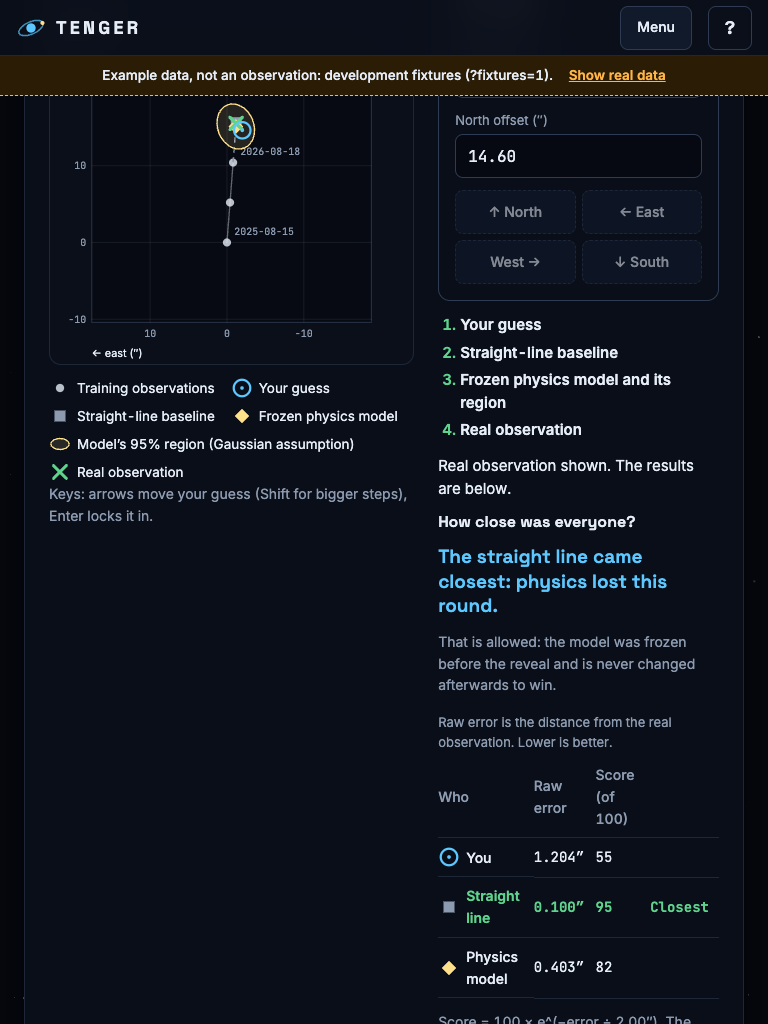 TENGER
Menu
?
Example data, not an observation: development fixtures (?fixtures=1). Show real data
10
0
-10
2026-08-18
2025-08-15
10
0
-10
← east (″)
Training observations
Your guess
Straight-line baseline
Frozen physics model
Model’s 95% region (Gaussian assumption)
Real observation
Keys: arrows move your guess (Shift for bigger steps),
Enter locks it in.
North offset (″)
14.60
↑ North
← East
West →
↓ South
1. Your guess
2. Straight-line baseline
3. Frozen physics model and its
region
4. Real observation
Real observation shown. The results
are below.
How close was everyone?
The straight line came
closest: physics lost this
round.
That is allowed: the model was frozen
before the reveal and is never changed
afterwards to win.
Raw error is the distance from the real
observation. Lower is better.
Who
Raw
error
Score
(of
100)
You 1.204″ 55
Straight
line 0.100″ 95 Closest
Physics
model 0.403″ 82
Score = 100 × e^(−error ÷ 2.00″). The